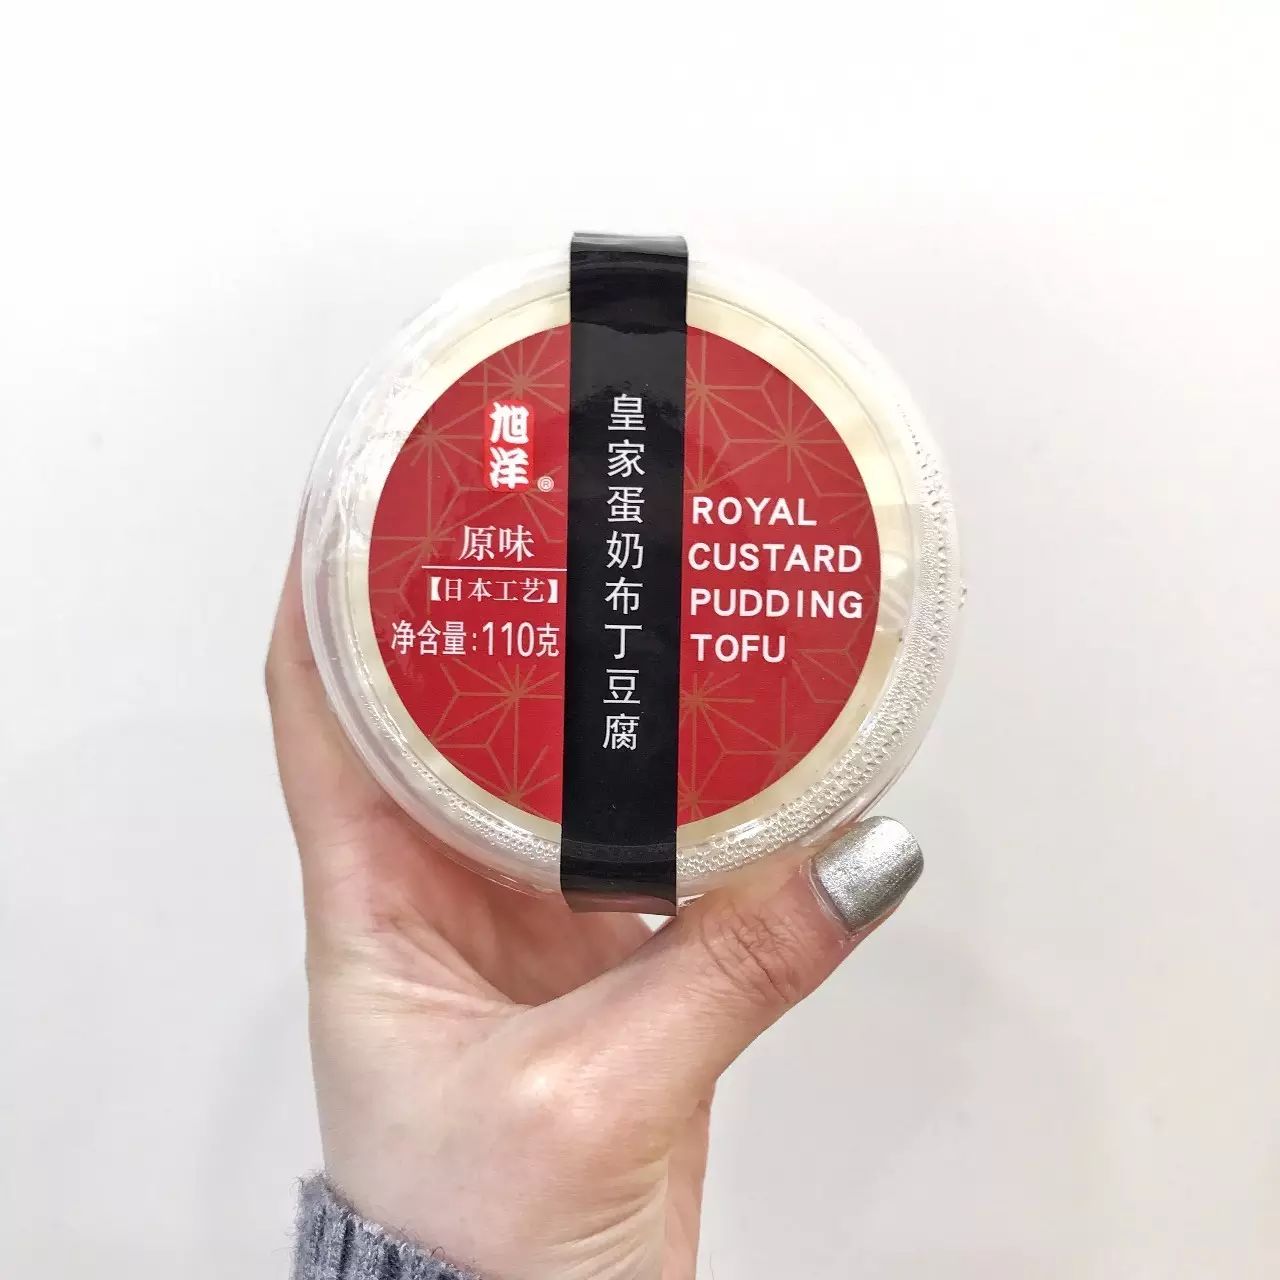 旭洋®
原味
【日本工艺】
净含量:110克
皇家蛋奶布丁豆腐
ROYAL
CUSTARD
PUDDING
TOFU